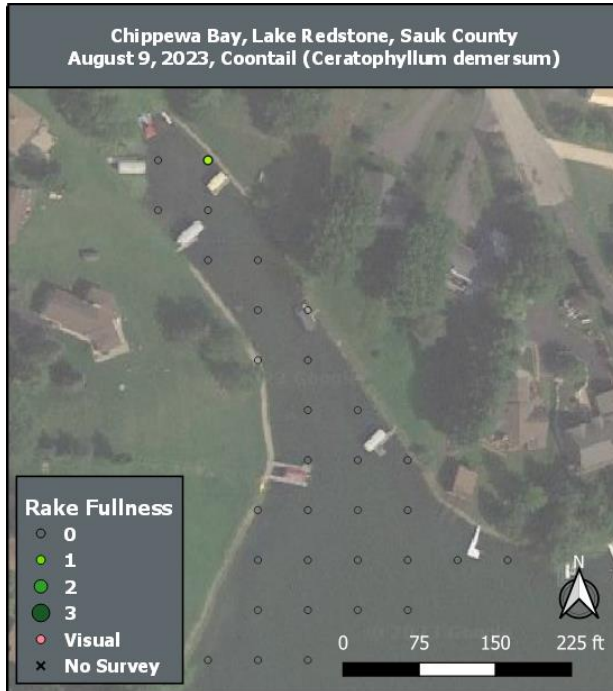 Chippewa Bay, Lake Redstone, Sauk County
August 9, 2023, Coontail (Ceratophyllum demersum)
Rake Fullness
0
1
2
3
Visual
No Survey
N
0 75 150 225 ft